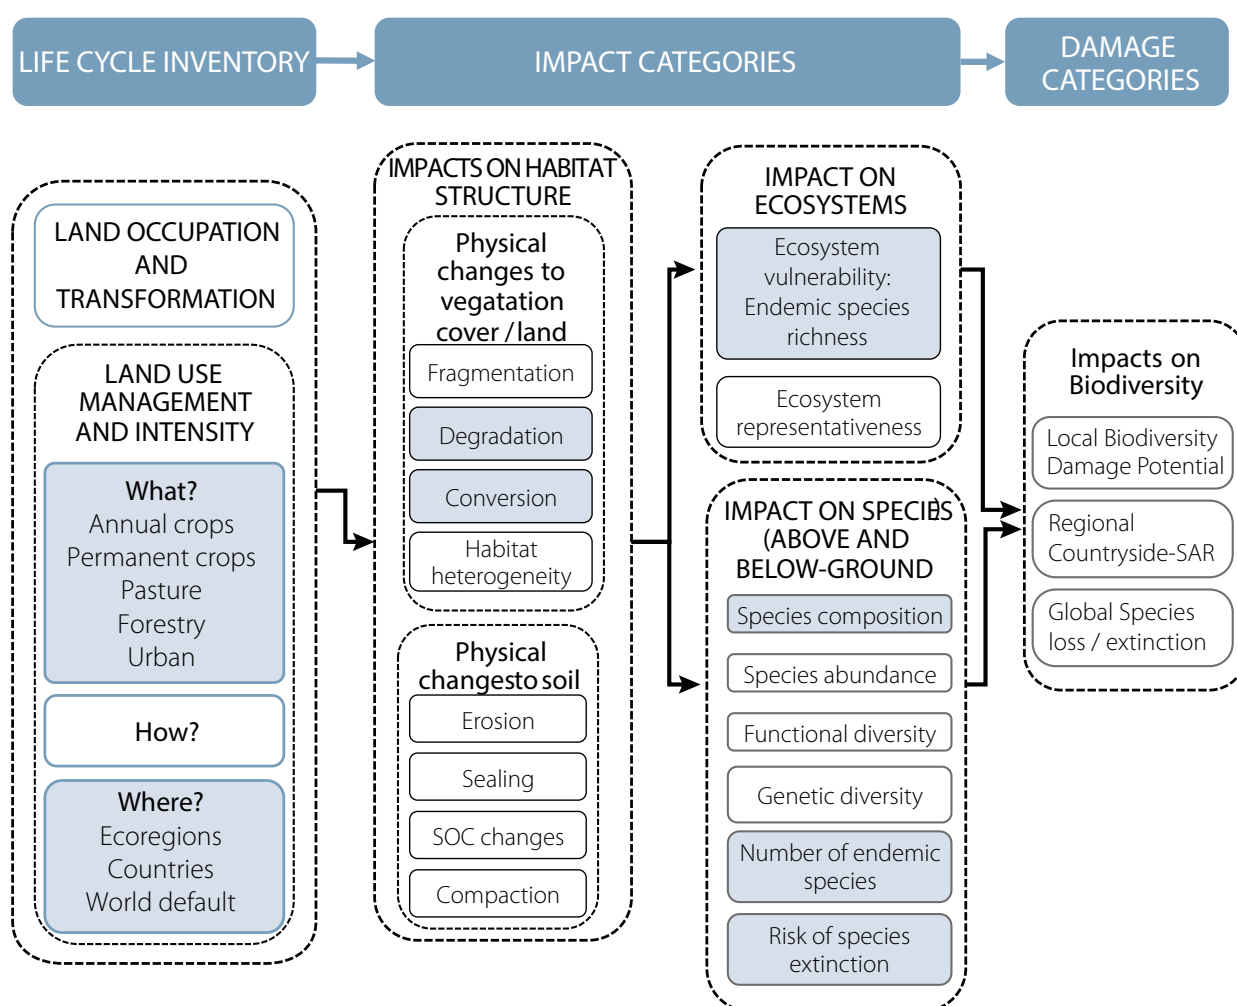 LIFE CYCLE INVENTORY
IMPACT CATEGORIES
DAMAGE
CATEGORIES
LAND OCCUPATION
AND
TRANSFORMATION
LAND USE
MANAGEMENT
AND INTENSITY
What?
Annual crops
Permanent crops
Pasture
Forestry
Urban
How?
Where?
Ecoregions
Countries
World default
IMPACTS ON HABITAT
STRUCTURE
Physical
changes to
vegatation
cover / land
Fragmentation
Degradation
Conversion
Habitat
heterogeneity
Physical
changesto soil
Erosion
Sealing
SOC changes
Compaction
IMPACT ON
ECOSYSTEMS
Ecosystem
vulnerability:
Endemic species
richness
Ecosystem
representativeness
IMPACT ON SPECIES)
(ABOVE AND
BELOW-GROUND
Species composition
Species abundance
Functional diversity
Genetic diversity
Number of endemic
species
Risk of species
extinction
Impacts on
Biodiversity
Local Biodiversity
Damage Potential
Regional
Countryside-SAR
Global Species
loss / extinction